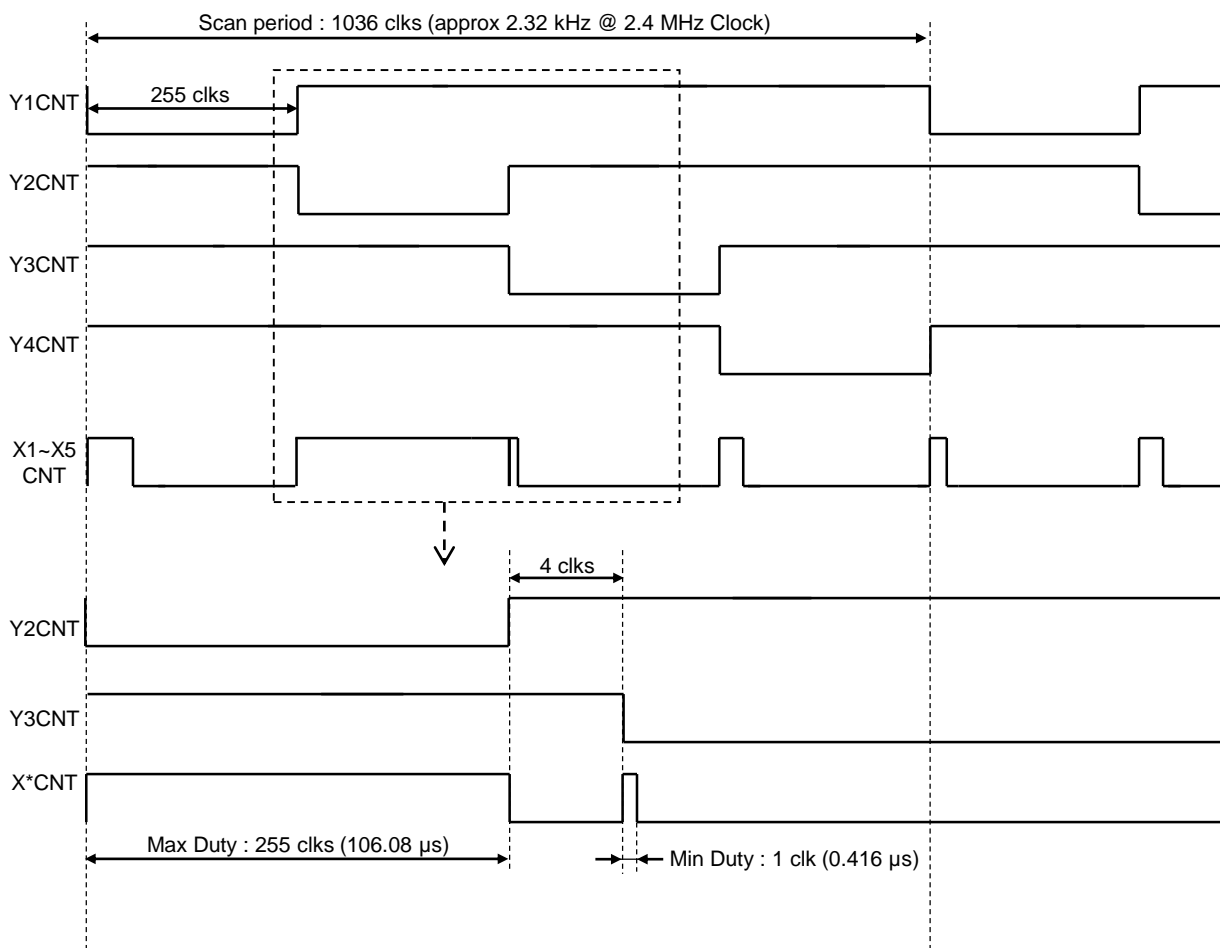 Scan period : 1036 clks (approx 2.32 kHz @ 2.4 MHz Clock)
Y1CNT
255 clks
Y2CNT
Y3CNT
Y4CNT
X1~X5
CNT
4 clks
Y2CNT
Y3CNT
X*CNT
Max Duty : 255 clks (106.08 µs)
Min Duty : 1 clk (0.416 µs)